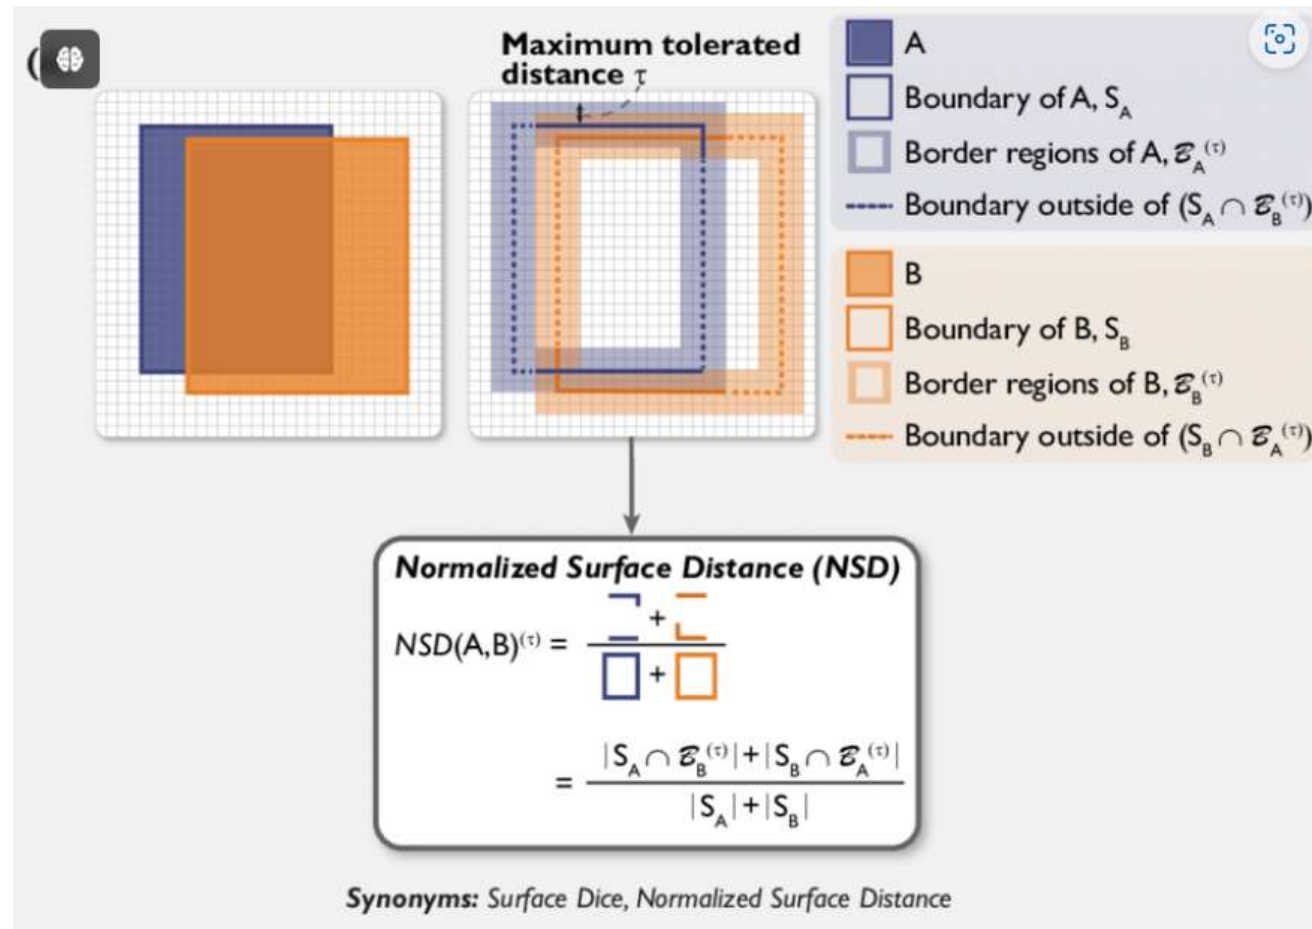 (
Maximum tolerated
distance τ
A
Boundary of A, S_A
Border regions of A, ℬ_A^(τ)
Boundary outside of (S_A ∩ ℬ_B^(τ))
B
Boundary of B, S_B
Border regions of B, ℬ_B^(τ)
Boundary outside of (S_B ∩ ℬ_A^(τ))
Normalized Surface Distance (NSD)
NSD(A,B)^(τ) =
+
+
= |S_A ∩ ℬ_B^(τ)| + |S_B ∩ ℬ_A^(τ)|
|S_A| + |S_B|
Synonyms: Surface Dice, Normalized Surface Distance